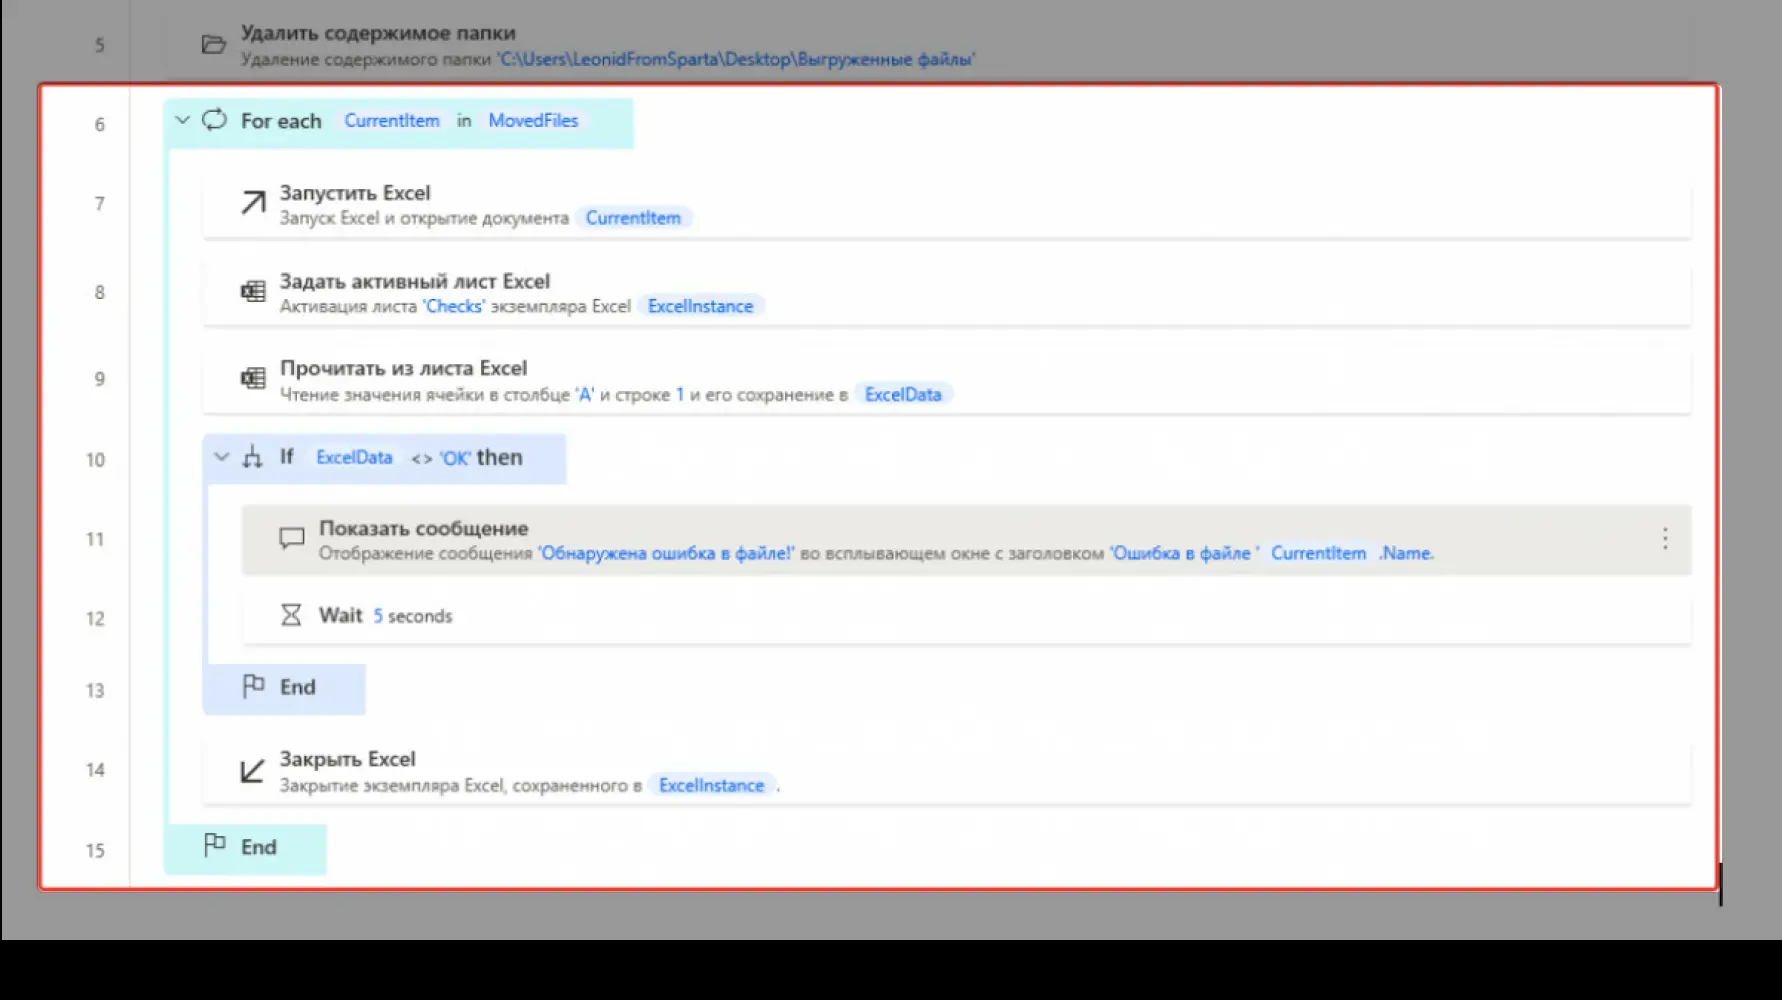 5
Удалить содержимое папки
Удаление содержимого папки 'C:\Users\LeonidFromSparta\Desktop\Выгруженные файлы'
6
For each CurrentItem in MovedFiles
7
Запустить Excel
Запуск Excel и открытие документа CurrentItem
8
Задать активный лист Excel
Активация листа 'Checks' экземпляра Excel ExcelInstance
9
Прочитать из листа Excel
Чтение значения ячейки в столбце 'A' и строке 1 и его сохранение в ExcelData
10
If ExcelData <> 'OK' then
11
Показать сообщение
Отображение сообщения 'Обнаружена ошибка в файле!' во всплывающем окне с заголовком 'Ошибка в файле ' CurrentItem .Name.
12
Wait 5 seconds
13
End
14
Закрыть Excel
Закрытие экземпляра Excel, сохраненного в ExcelInstance .
15
End